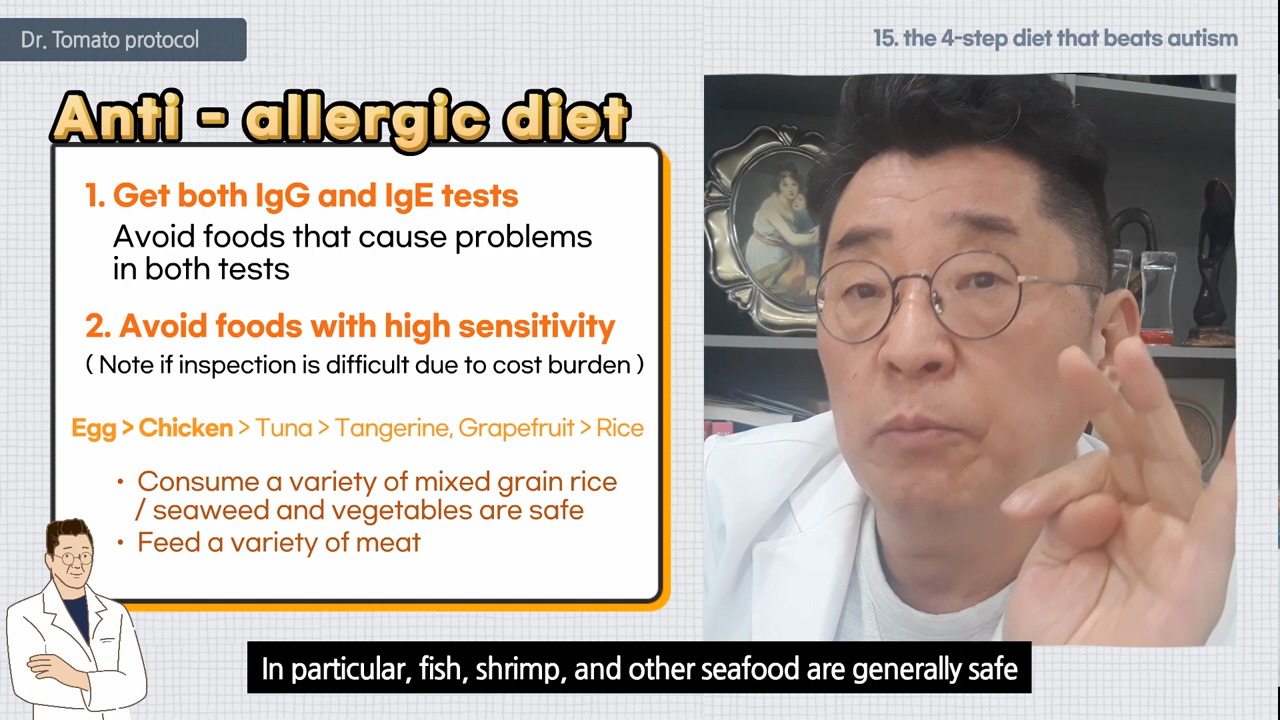 Dr. Tomato protocol
15. the 4-step diet that beats autism
Anti - allergic diet
1. Get both IgG and IgE tests
Avoid foods that cause problems
in both tests
2. Avoid foods with high sensitivity
( Note if inspection is difficult due to cost burden )
Egg > Chicken > Tuna > Tangerine, Grapefruit > Rice
• Consume a variety of mixed grain rice
/ seaweed and vegetables are safe
• Feed a variety of meat
In particular, fish, shrimp, and other seafood are generally safe